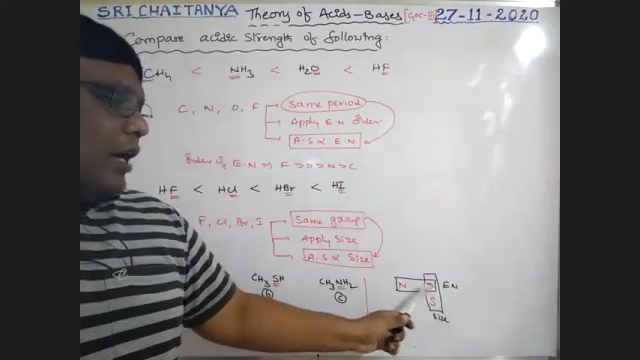 SRI CHAITANYA Theory of Acids-Bases [GOC-II] 27-11-2020
Compare acidic strength of following:
CH4 < NH3 < H2O < HF
C, N, O, F
Same period
Apply E.N order
A-S ∝ E.N.
Order of E.N ⇒ F > O > N > C
HF < HCl < HBr < HI
F, Cl, Br, I
Same group
Apply Size
A-S ∝ Size
CH3SH CH3NH2 N EN
(b) (c) S
Size